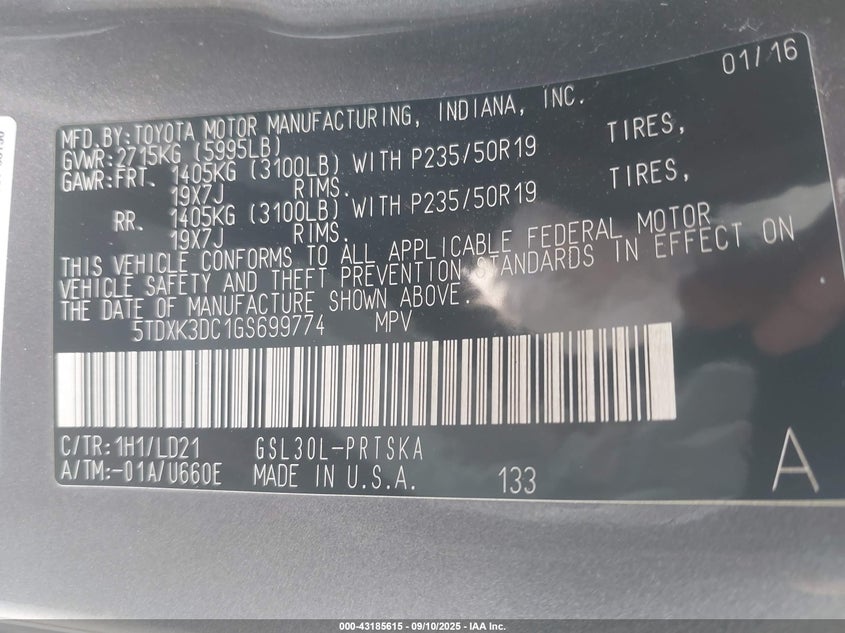 01/16
MFD.BY:TOYOTA MOTOR MANUFACTURING, INDIANA, INC.
GVWR:2715KG (5995LB)
GAWR:FRT. 1405KG (3100LB) WITH P235/50R19 TIRES,
19X7J RIMS.
RR. 1405KG (3100LB) WITH P235/50R19 TIRES,
19X7J RIMS.
THIS VEHICLE CONFORMS TO ALL APPLICABLE FEDERAL MOTOR
VEHICLE SAFETY AND THEFT PREVENTION STANDARDS IN EFFECT ON
THE DATE OF MANUFACTURE SHOWN ABOVE.
5TDXK3DC1GS699774 MPV
C/TR:1H1/LD21 GSL30L-PRTSKA
A/TM:-01A/U660E MADE IN U.S.A. 133 A
000-43185615 - 09/10/2025 - IAA Inc.